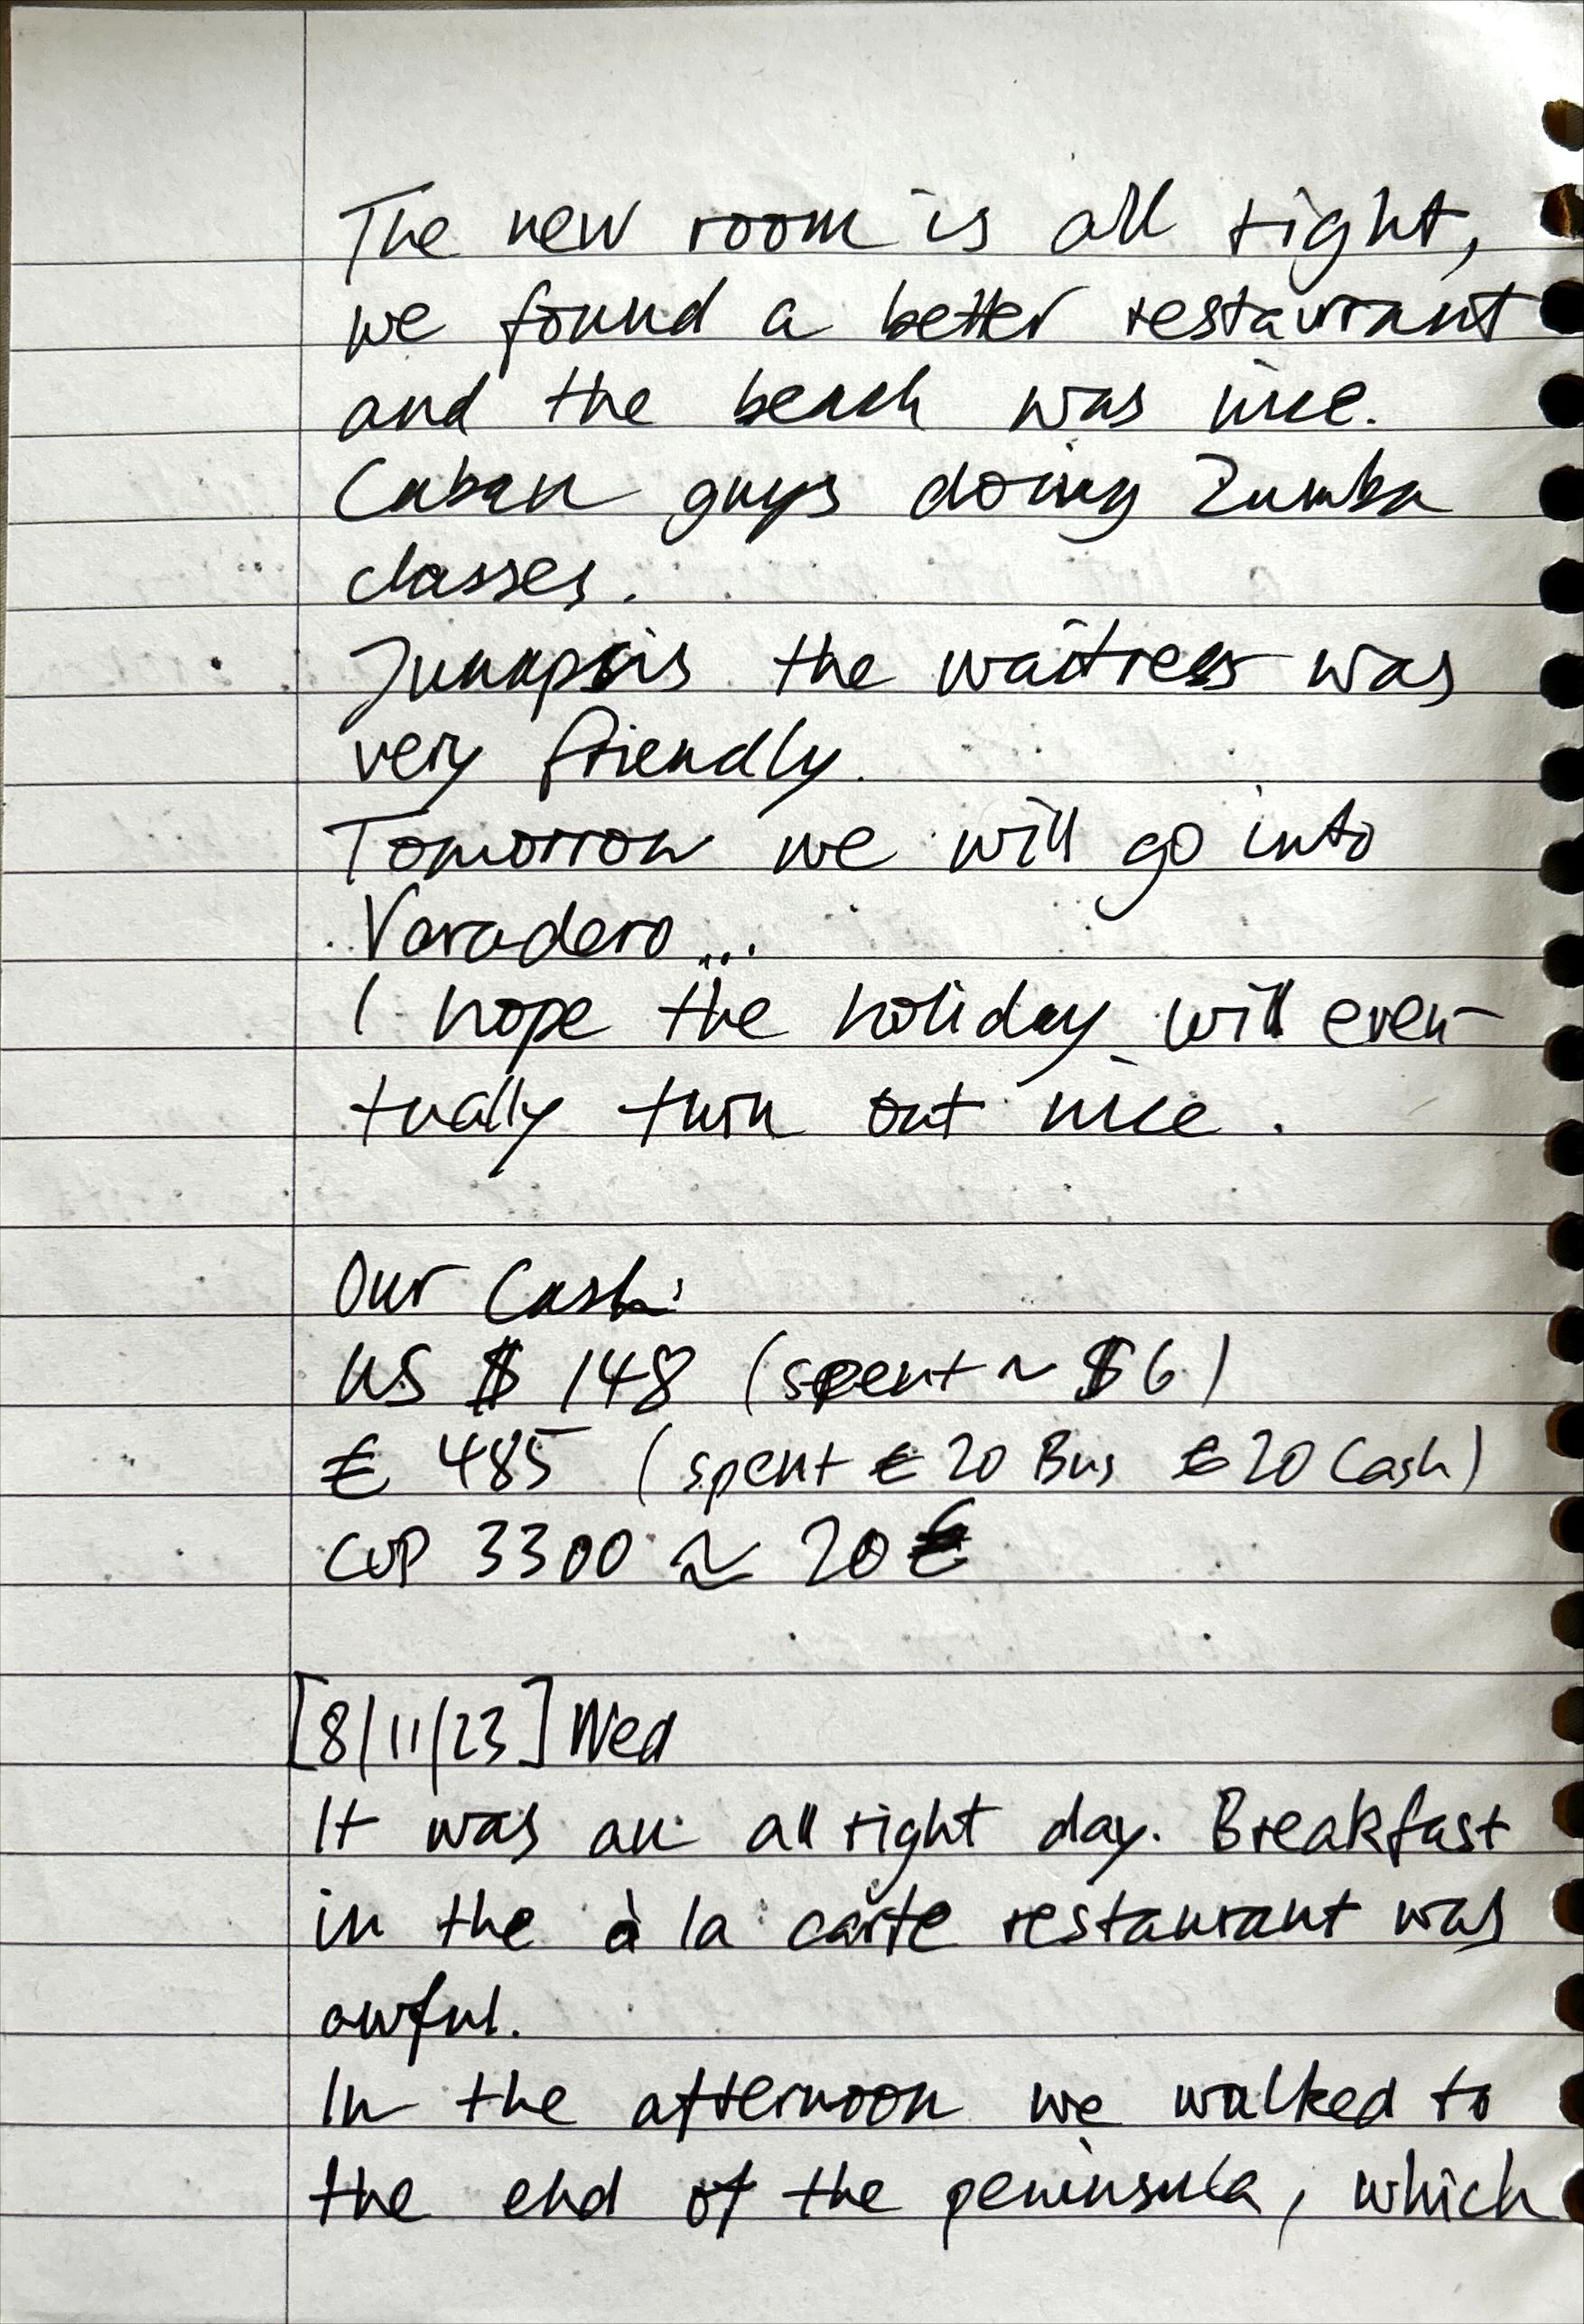 The new room is all right,
we found a better restaurant
and the beach was nice.
Cuban guys doing Zumba
classes.
the waitress was
very friendly.
Tomorrow we will go into
Varadero...
I hope the holiday will even-
tually turn out nice.
Our Cash:
US $ 148 (spent ~ $6)
€ 485 (spent € 20 Bus € 20 Cash)
CUP 3300 ≈ 20 €
[8/11/23] Wed
It was an all right day. Breakfast
in the à la carte restaurant was
awful.
In the afternoon we walked to
the end of the peninsula, which